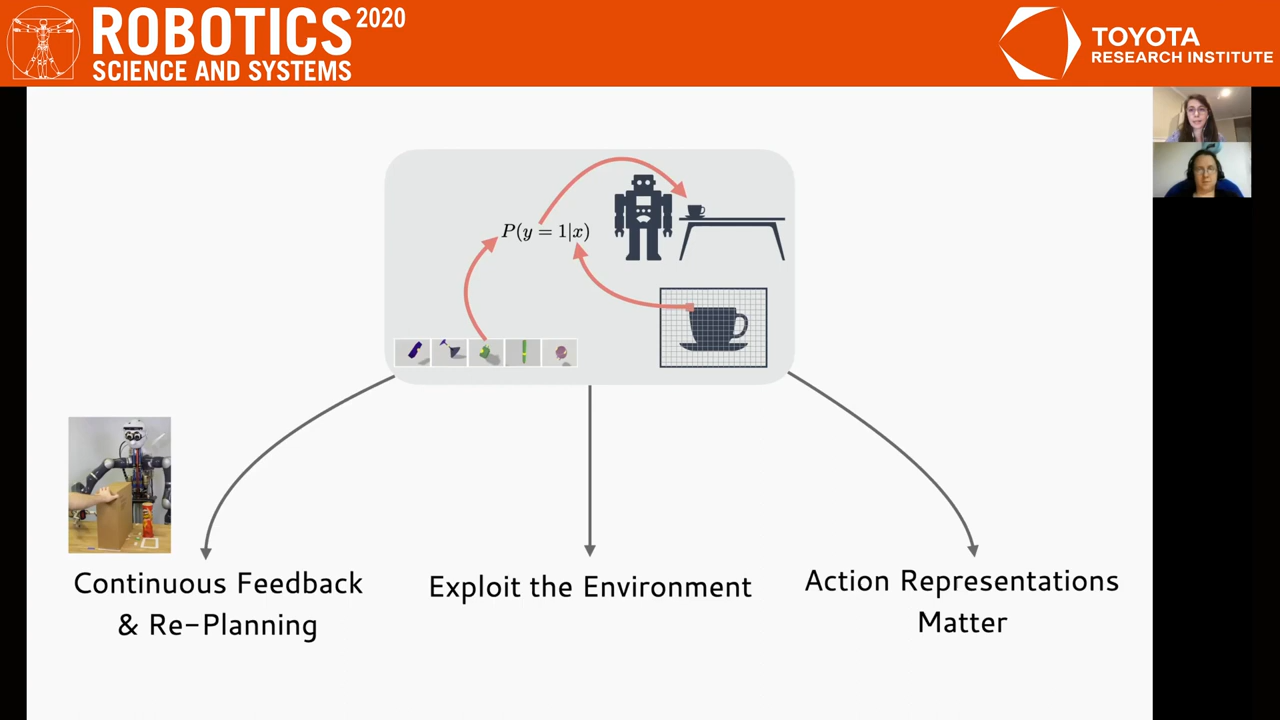 ROBOTICS 2020
SCIENCE AND SYSTEMS
TOYOTA
RESEARCH INSTITUTE
P(y = 1|x)
Continuous Feedback
& Re-Planning
Exploit the Environment
Action Representations
Matter